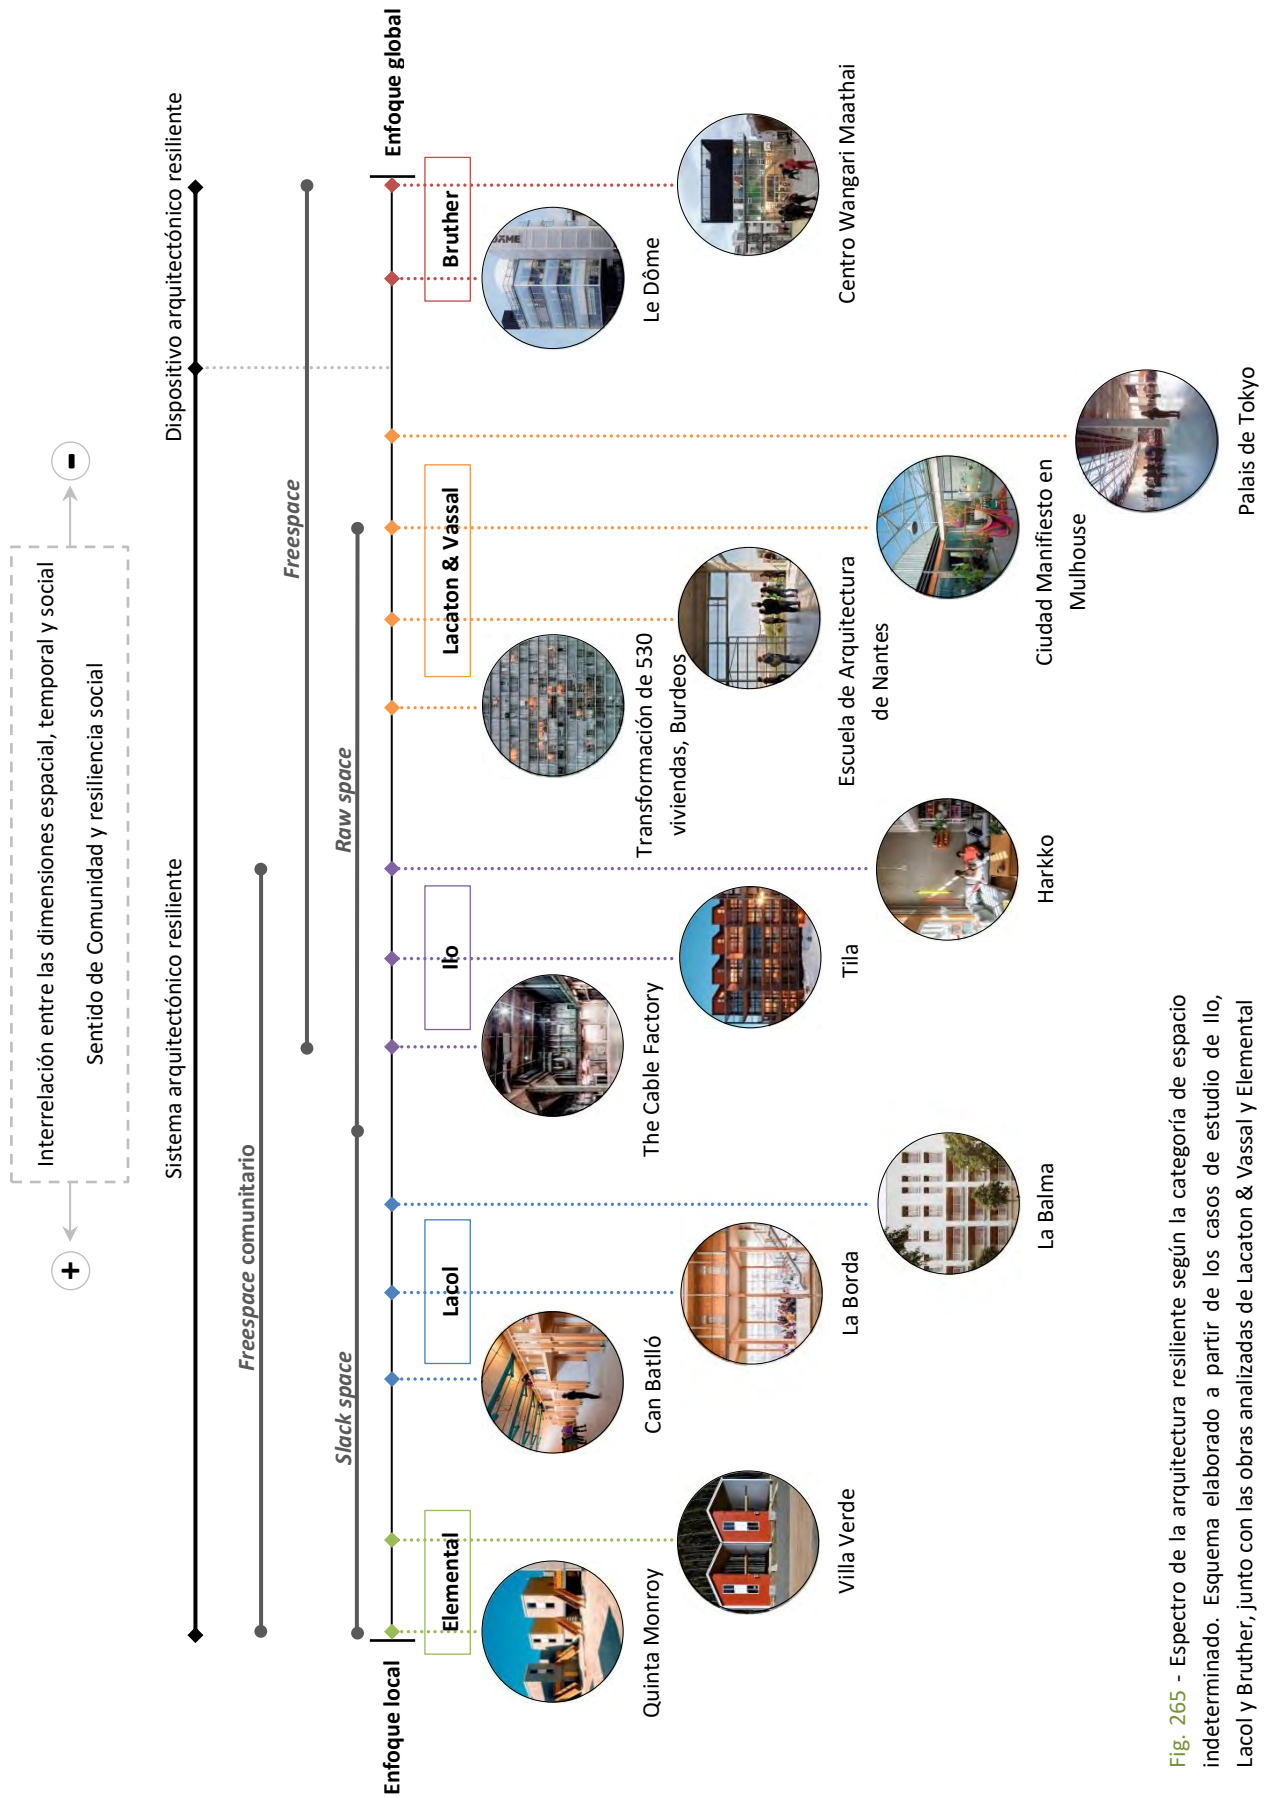 Interrelación entre las dimensiones espacial, temporal y social
Sentido de Comunidad y resiliencia social
+
-
Sistema arquitectónico resiliente
Dispositivo arquitectónico resiliente
Freespace comunitario
Freespace
Slack space
Raw space
Enfoque local
Enfoque global
Elemental
Lacol
Ilo
Lacaton & Vassal
Bruther
Quinta Monroy
Villa Verde
Can Batlló
La Borda
La Balma
The Cable Factory
Tila
Harkko
Transformación de 530
viviendas, Burdeos
Escuela de Arquitectura
de Nantes
Ciudad Manifiesto en
Mulhouse
Palais de Tokyo
Le Dôme
Centro Wangari Maathai
Fig. 265 - Espectro de la arquitectura resiliente según la categoría de espacio
indeterminado. Esquema elaborado a partir de los casos de estudio de Ilo,
Lacol y Bruther, junto con las obras analizadas de Lacaton & Vassal y Elemental